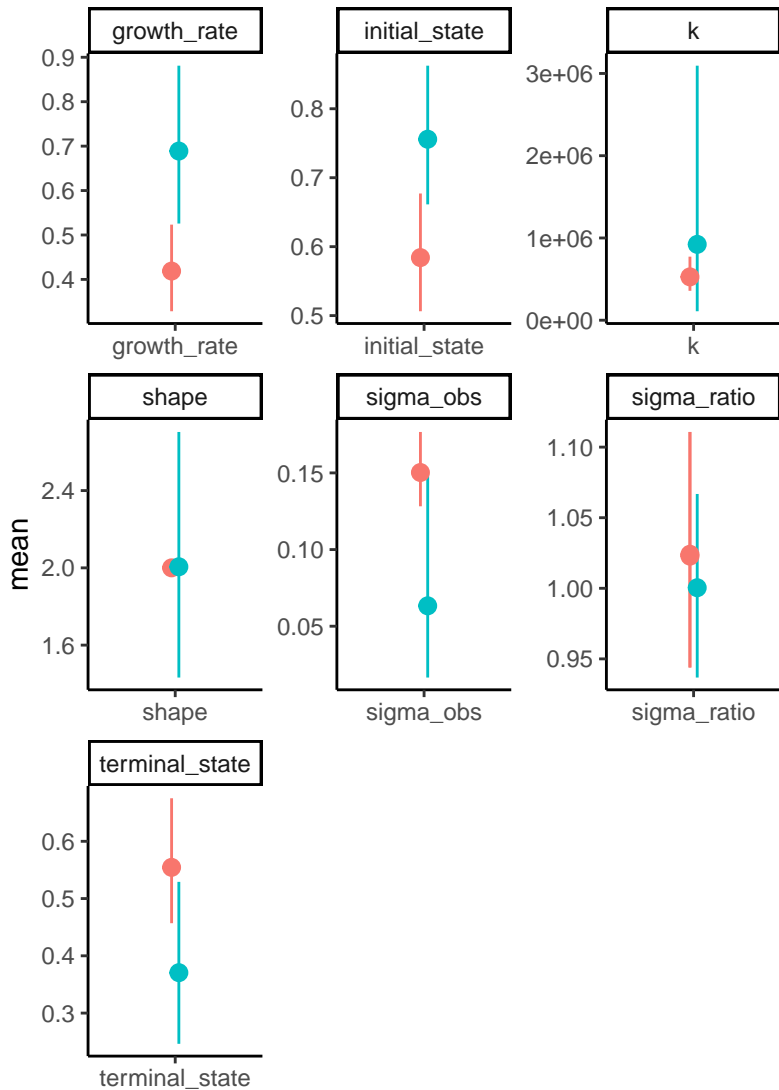 growth_rate
initial_state
k
0.9
0.8
0.7
0.6
0.5
0.4
0.8
0.7
0.6
0.5
3e+06
2e+06
1e+06
0e+00
growth_rate
initial_state
k
shape
sigma_obs
sigma_ratio
2.4
2.0
1.6
0.15
0.10
0.05
1.10
1.05
1.00
0.95
mean
shape
sigma_obs
sigma_ratio
terminal_state
0.6
0.5
0.4
0.3
terminal_state